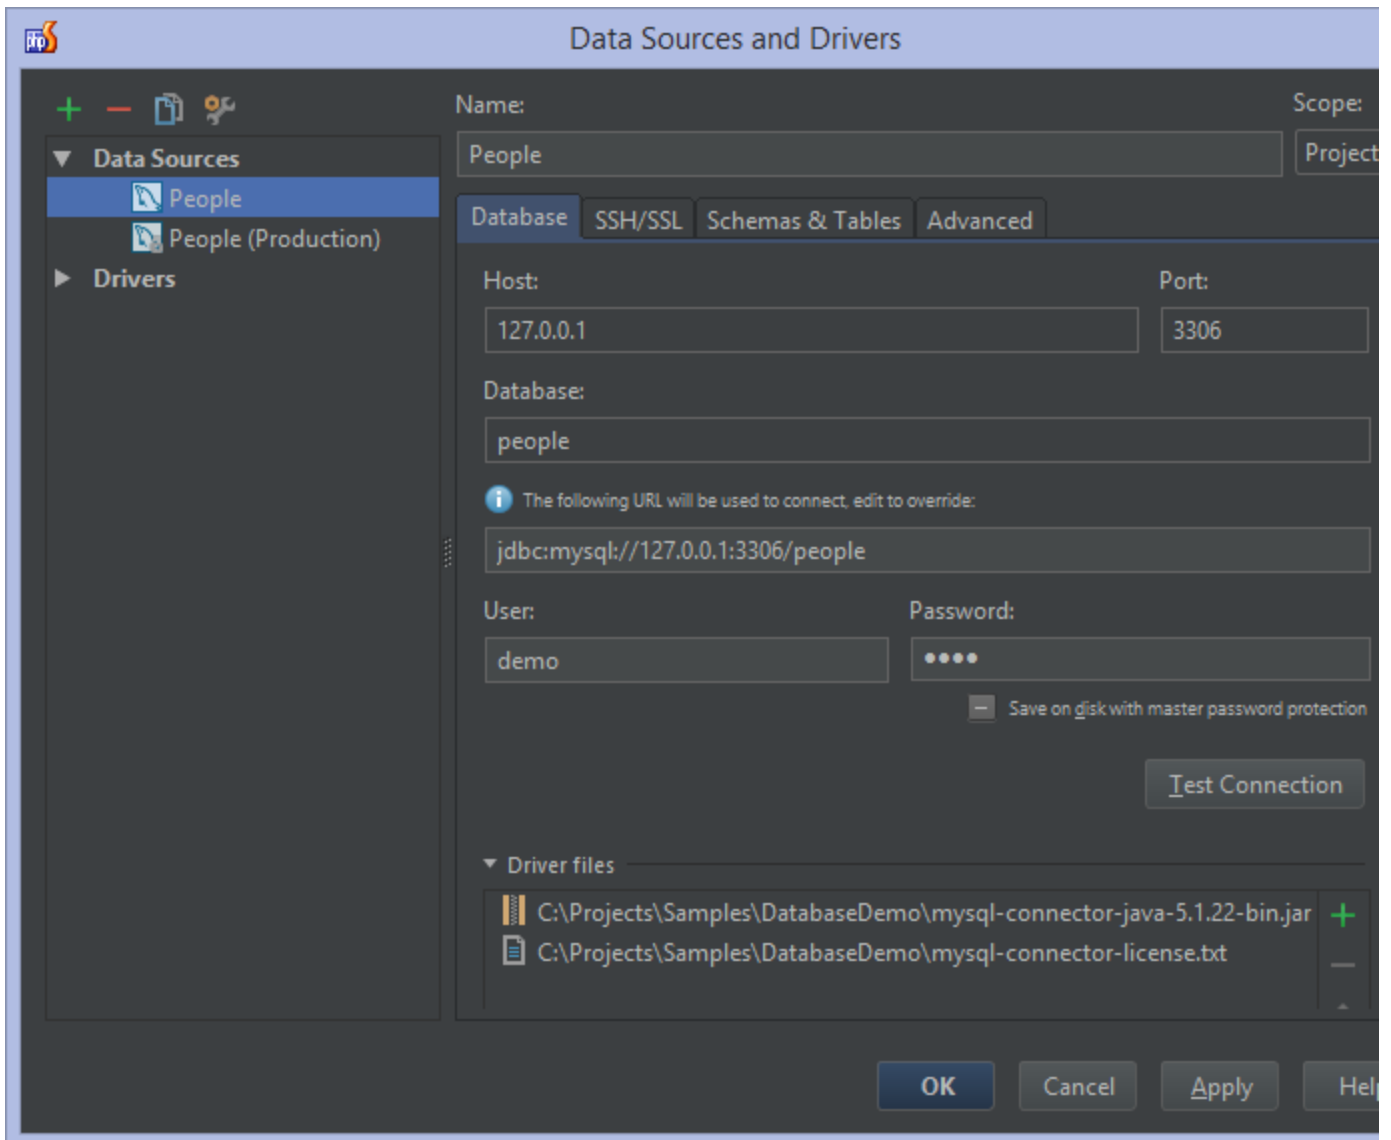 Data Sources and Drivers
Data Sources
People
People (Production)
Drivers
Name:
Scope:
People
Project
Database
SSH/SSL
Schemas & Tables
Advanced
Host:
Port:
127.0.0.1
3306
Database:
people
The following URL will be used to connect, edit to override:
jdbc:mysql://127.0.0.1:3306/people
User:
Password:
demo
••••
Save on disk with master password protection
Test Connection
Driver files
C:\Projects\Samples\DatabaseDemo\mysql-connector-java-5.1.22-bin.jar
C:\Projects\Samples\DatabaseDemo\mysql-connector-license.txt
OK
Cancel
Apply